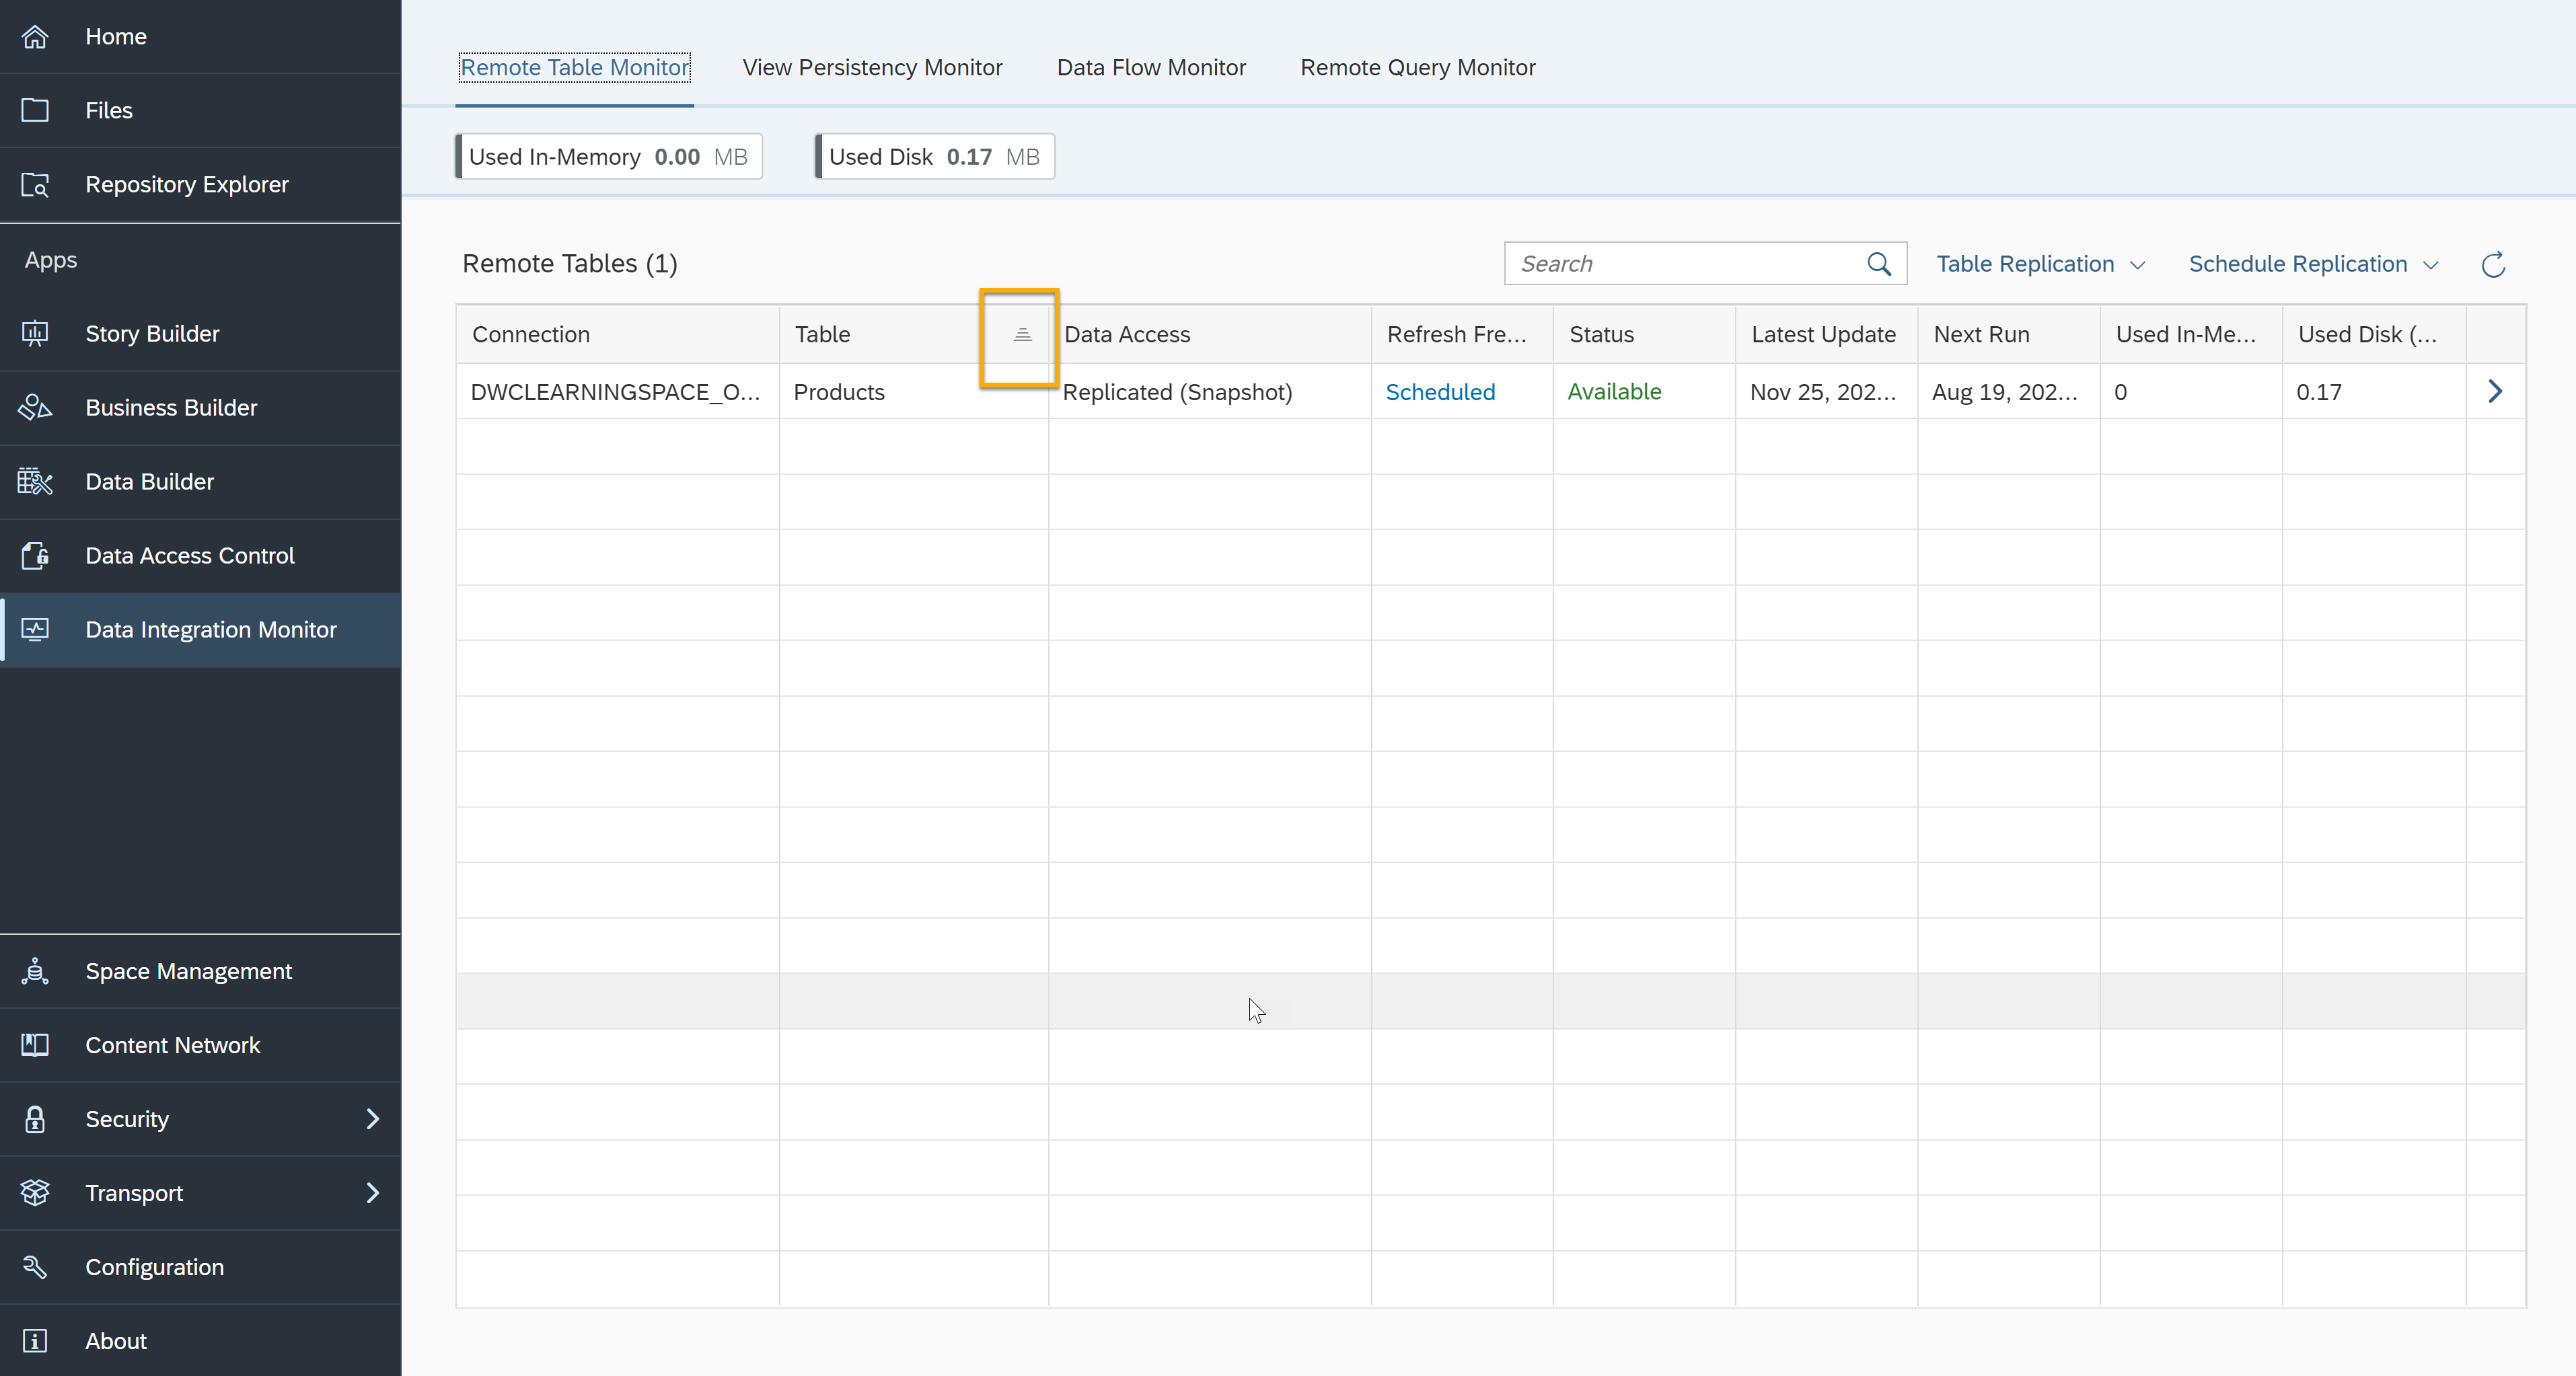 Home
Files
Repository Explorer
Apps
Story Builder
Business Builder
Data Builder
Data Access Control
Data Integration Monitor
Space Management
Content Network
Security
Transport
Configuration
About
Remote Table Monitor View Persistency Monitor Data Flow Monitor Remote Query Monitor
Used In-Memory 0.00 MB Used Disk 0.17 MB
Remote Tables (1) Search Table Replication Schedule Replication
Connection Table Data Access Refresh Fre... Status Latest Update Next Run Used In-Me... Used Disk (...
DWCLEARNINGSPACE_O... Products Replicated (Snapshot) Scheduled Available Nov 25, 202... Aug 19, 202... 0 0.17